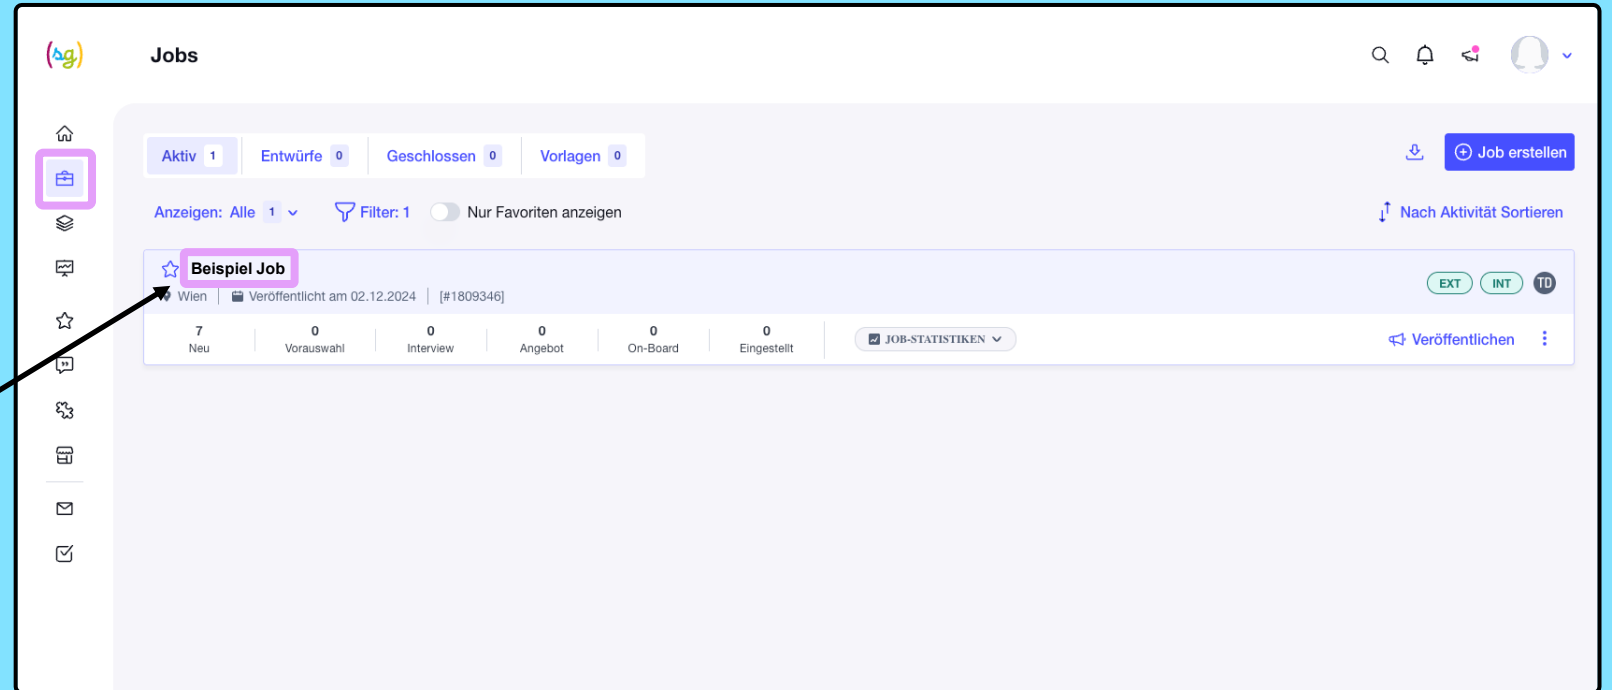 (sg)
Jobs
Aktiv 1
Entwürfe 0
Geschlossen 0
Vorlagen 0
Job erstellen
Anzeigen: Alle 1
Filter: 1
Nur Favoriten anzeigen
Nach Aktivität Sortieren
Beispiel Job
Wien
Veröffentlicht am 02.12.2024
[#1809346]
EXT
INT
TD
7
Neu
0
Vorauswahl
0
Interview
0
Angebot
0
On-Board
0
Eingestellt
JOB-STATISTIKEN
Veröffentlichen